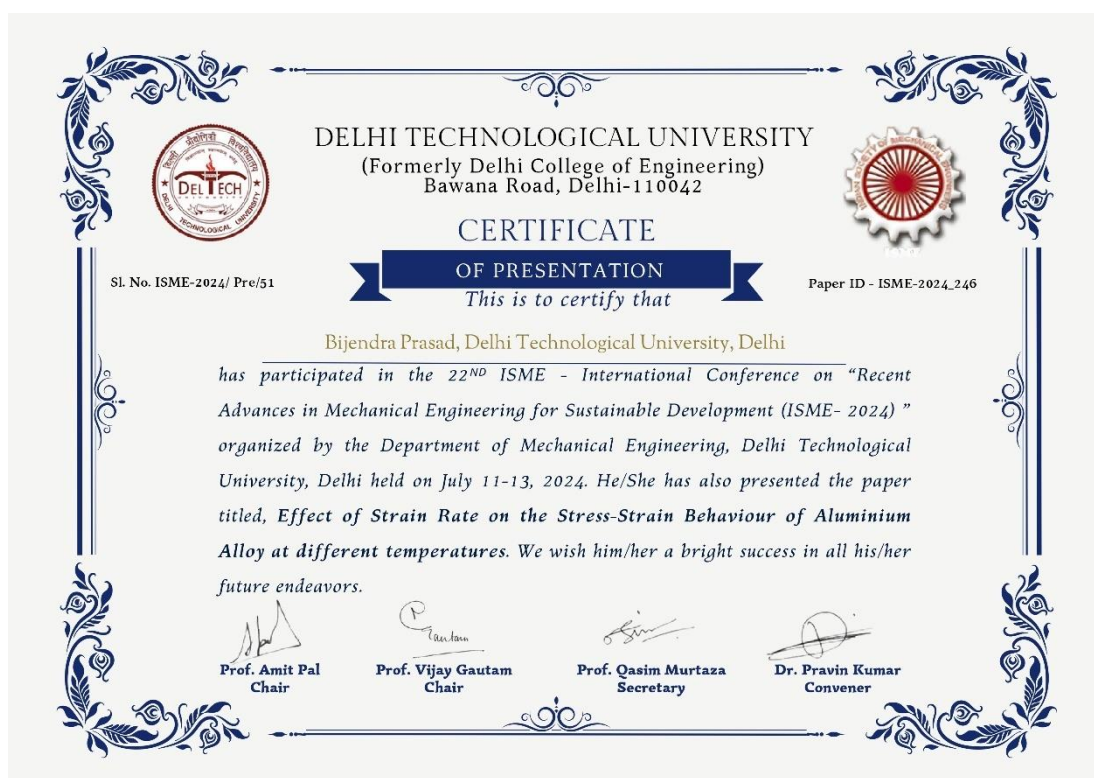 DELHI TECHNOLOGICAL UNIVERSITY
(Formerly Delhi College of Engineering)
Bawana Road, Delhi-110042
DELTECH
DELHI TECHNOLOGICAL UNIVERSITY
CERTIFICATE
OF PRESENTATION
Sl. No. ISME-2024/ Pre/51
Paper ID - ISME-2024_246
This is to certify that
Bijendra Prasad, Delhi Technological University, Delhi
has participated in the 22ND ISME - International Conference on “Recent
Advances in Mechanical Engineering for Sustainable Development (ISME- 2024) ”
organized by the Department of Mechanical Engineering, Delhi Technological
University, Delhi held on July 11-13, 2024. He/She has also presented the paper
titled, Effect of Strain Rate on the Stress-Strain Behaviour of Aluminium
Alloy at different temperatures. We wish him/her a bright success in all his/her
future endeavors.
Gautam
Prof. Amit Pal
Chair
Prof. Vijay Gautam
Chair
Prof. Qasim Murtaza
Secretary
Dr. Pravin Kumar
Convener